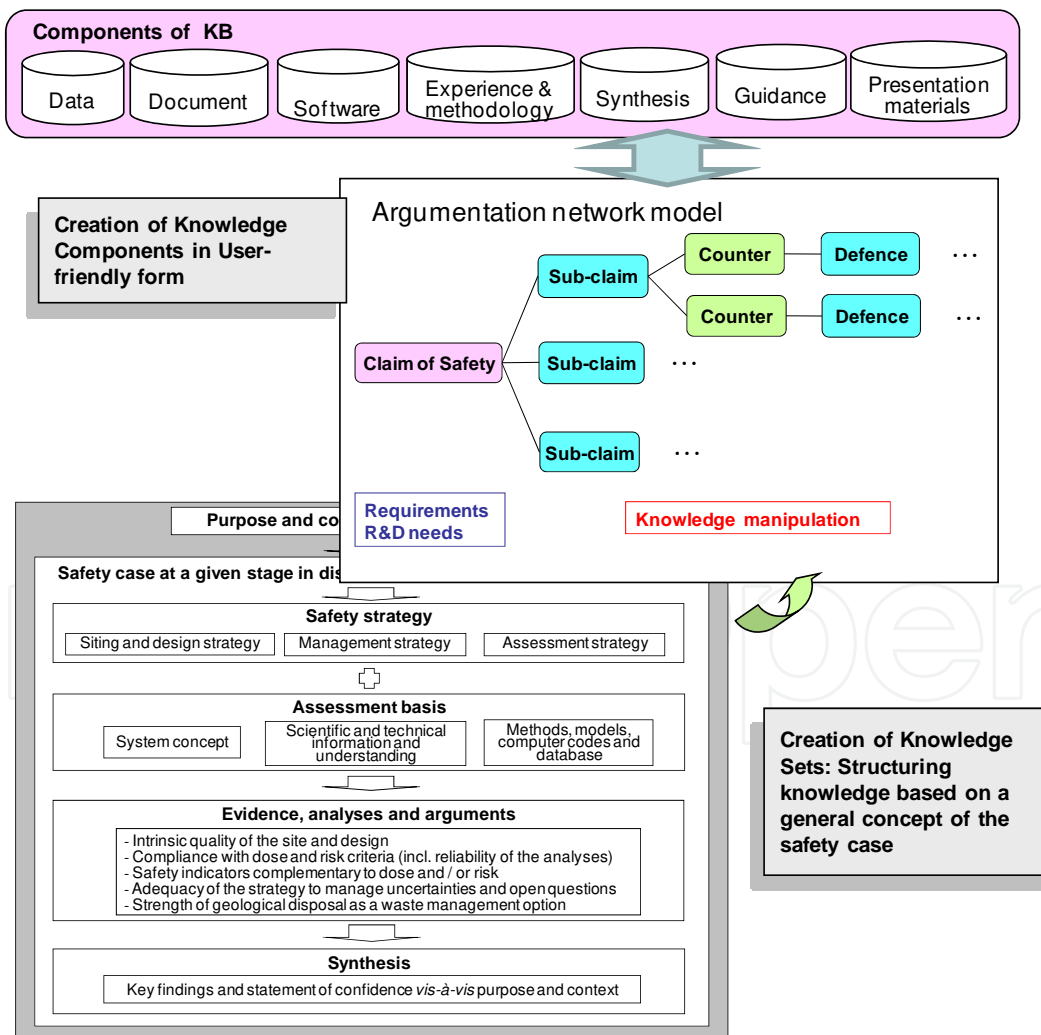 Components of KB
Data
Document
Software
Experience &
methodology
Synthesis
Guidance
Presentation
materials
Creation of Knowledge
Components in User-
friendly form
Argumentation network model
Counter
Defence
...
Sub-claim
Counter
Defence
...
Claim of Safety
Sub-claim
...
Sub-claim
...
Requirements
R&D needs
Knowledge manipulation
Purpose and co
Safety case at a given stage in dis
Safety strategy
Siting and design strategy
Management strategy
Assessment strategy
Assessment basis
System concept
Scientific and technical
information and
understanding
Methods, models,
computer codes and
database
Evidence, analyses and arguments
- Intrinsic quality of the site and design
- Compliance with dose and risk criteria (incl. reliability of the analyses)
- Safety indicators complementary to dose and / or risk
- Adequacy of the strategy to manage uncertainties and open questions
- Strength of geological disposal as a waste management option
Synthesis
Key findings and statement of confidence vis-à-vis purpose and context
Creation of Knowledge
Sets: Structuring
knowledge based on a
general concept of the
safety case